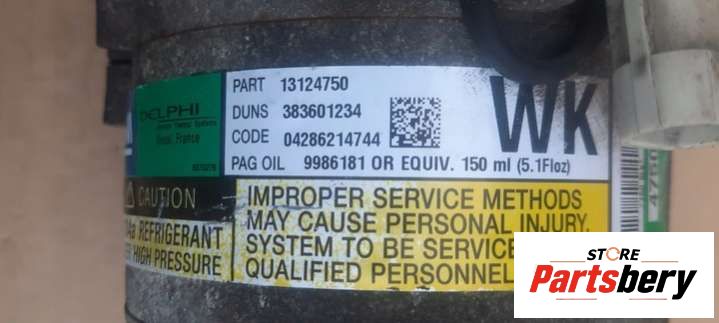 DELPHI
France
PART 13124750
DUNS 383601234
CODE 04286214744
PAG OIL 9986181 OR EQUIV. 150 ml (5.1Floz)
WK
CAUTION
REFRIGERANT
HIGH PRESSURE
IMPROPER SERVICE METHODS
MAY CAUSE PERSONAL INJURY.
SYSTEM TO BE SERVICE
QUALIFIED PERSONNEL
STORE
Partsbery